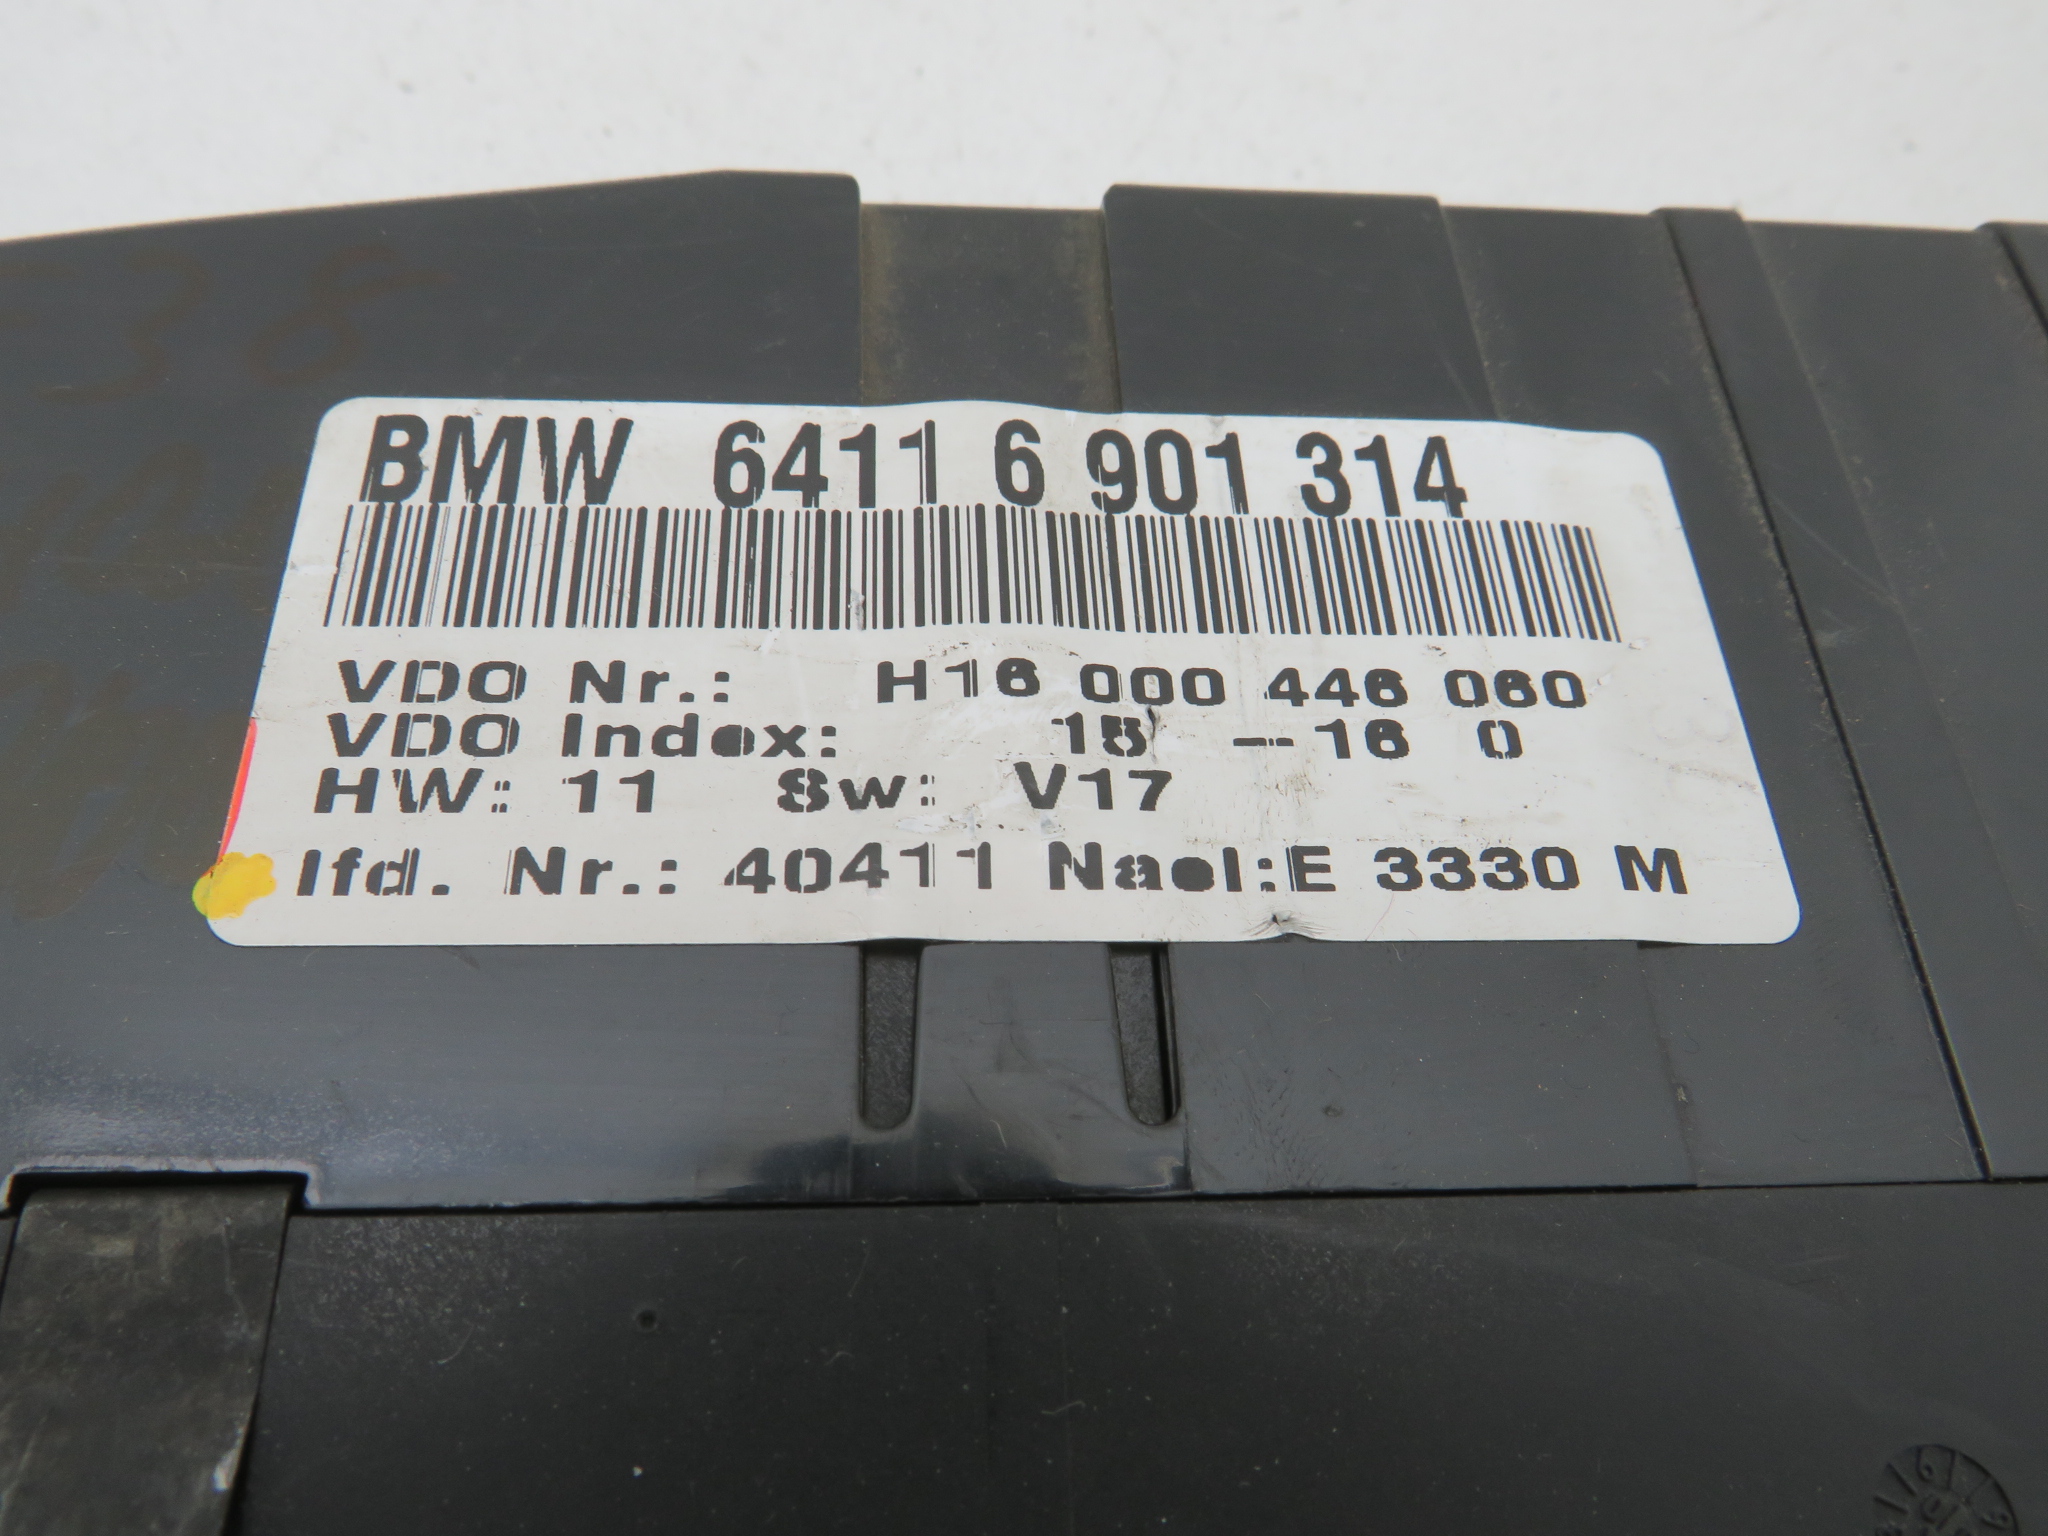 38
BMW 6411 6 901 314
VDO Nr.: H16 000 446 060
VDO Index: 15 -16 0
HW: 11 Sw: V17
lfd. Nr.: 40411 Nael:E 3330 M